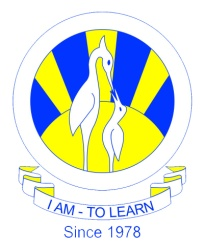 I AM - TO LEARN
Since 1978